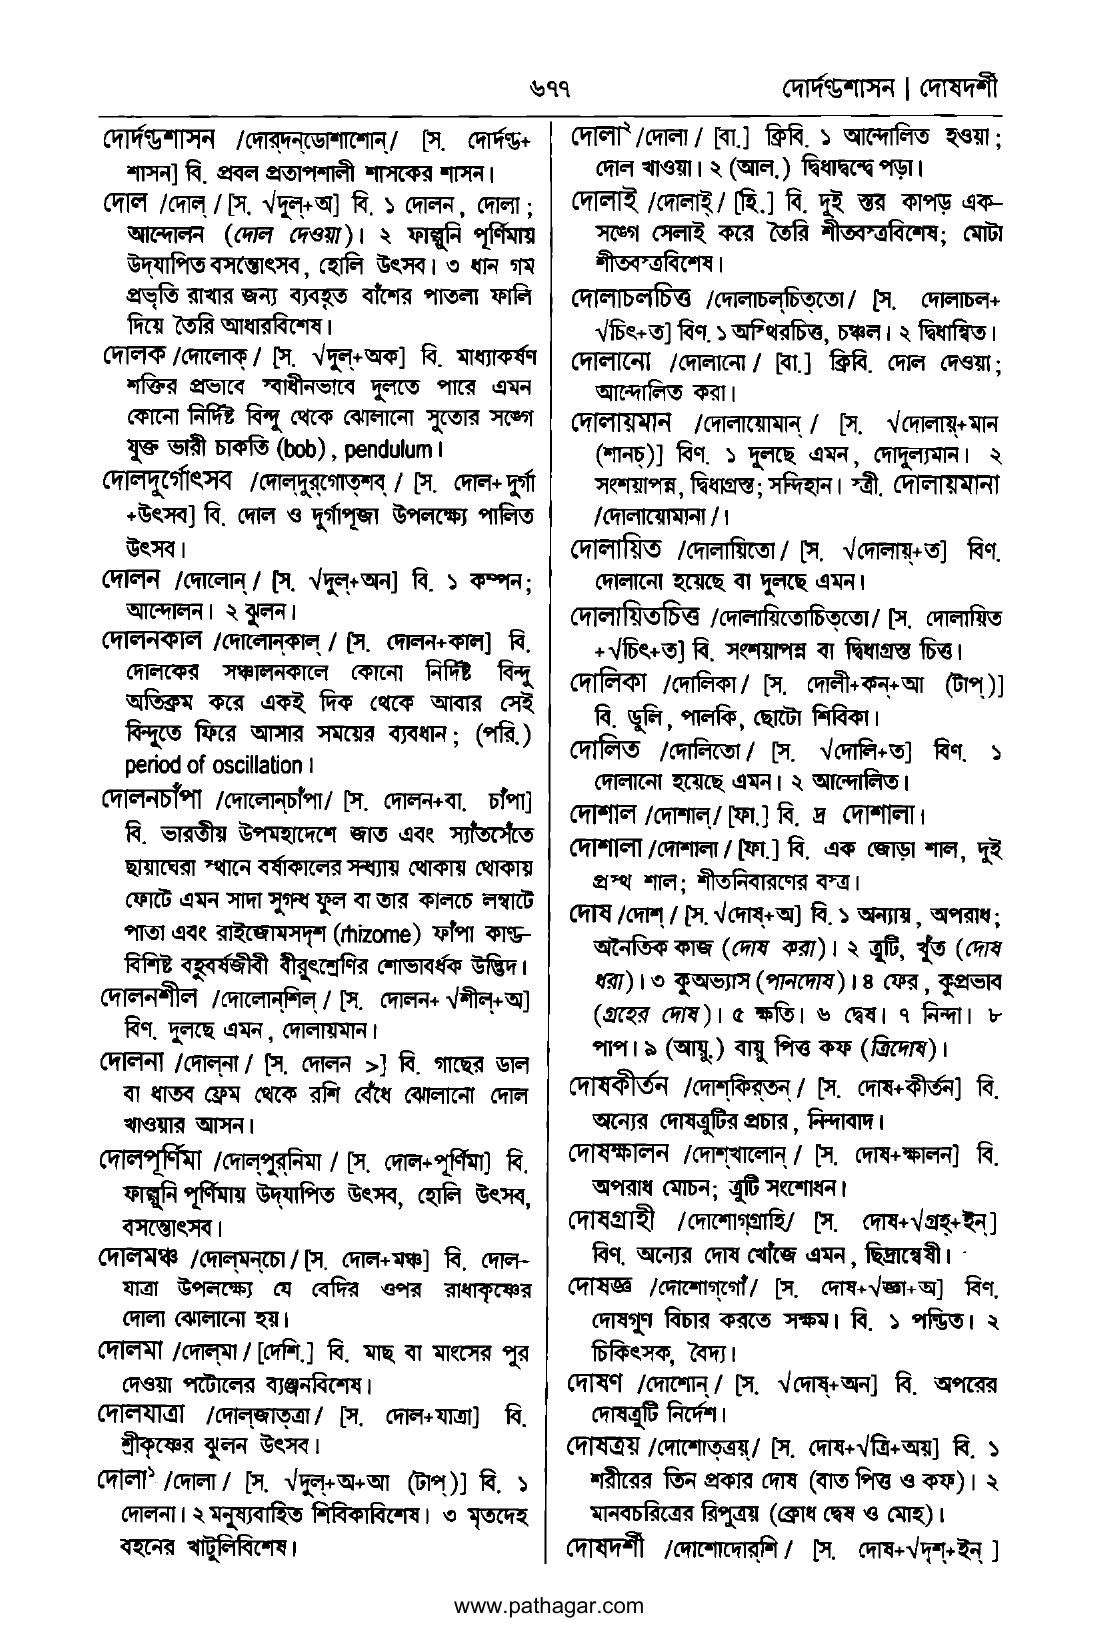 ৬৭৭
দোর্দণ্ডশাসন | দোষদর্শী
দোর্দণ্ডশাসন /দোর্‌দন্‌ডোশাশোন্/ [স. দোর্দণ্ড+
শাসন] বি. প্রবল প্রতাপশালী শাসকের শাসন।
দোল /দোল্/ [স. √দুল্+অ] বি. ১ দোলন, দোলা;
আন্দোলন (দোল দেওয়া)। ২ ফাল্গুনি পূর্ণিমায়
উদ্‌যাপিত বসন্তোৎসব, হোলি উৎসব। ৩ ধান গম
প্রভৃতি রাখার জন্য ব্যবহৃত বাঁশের পাতলা ফালি
দিয়ে তৈরি আধারবিশেষ।
দোলক /দোলোক্/ [স. √দুল্+অক] বি. মাধ্যাকর্ষণ
শক্তির প্রভাবে স্বাধীনভাবে দুলতে পারে এমন
কোনো নির্দিষ্ট বিন্দু থেকে ঝোলানো সুতোর সঙ্গে
যুক্ত ভারী চাকতি (bob), pendulum।
দোলদুর্গোৎসব /দোল্‌দুর্‌গোত্‌শব্/ [স. দোল+দুর্গা
+উৎসব] বি. দোল ও দুর্গাপূজা উপলক্ষ্যে পালিত
উৎসব।
দোলন /দোলোন্/ [স. √দুল্+অন] বি. ১ কম্পন;
আন্দোলন। ২ ঝুলন।
দোলনকাল /দোলোন্‌কাল্/ [স. দোলন+কাল] বি.
দোলকের সঞ্চালনকালে কোনো নির্দিষ্ট বিন্দু
অতিক্রম করে একই দিক থেকে আবার সেই
বিন্দুতে ফিরে আসার সময়ের ব্যবধান; (পরি.)
period of oscillation।
দোলনচাঁপা /দোলোন্‌চাঁপা/ [স. দোলন+বা. চাঁপা]
বি. ভারতীয় উপমহাদেশে জাত এবং স্যাঁতসেঁতে
ছায়াঘেরা স্থানে বর্ষাকালের সন্ধ্যায় থোকায় থোকায়
ফোটে এমন সাদা সুগন্ধ ফুল বা তার কালচে লম্বাটে
পাতা এবং রাইজোমসদৃশ (rhizome) ফাঁপা কাণ্ড-
বিশিষ্ট বহুবর্ষজীবী বীরুৎশ্রেণির শোভাবর্ধক উদ্ভিদ।
দোলনশীল /দোলোন্‌শিল্/ [স. দোলন+√শীল্+অ]
বিণ. দুলছে এমন, দোলায়মান।
দোলনা /দোল্‌না/ [স. দোলন >] বি. গাছের ডাল
বা ধাতব ফ্রেম থেকে রশি বেঁধে ঝোলানো দোল
খাওয়ার আসন।
দোলপূর্ণিমা /দোল্‌পুর্‌নিমা/ [স. দোল+পূর্ণিমা] বি.
ফাল্গুনি পূর্ণিমায় উদ্‌যাপিত উৎসব, হোলি উৎসব,
বসন্তোৎসব।
দোলমঞ্চ /দোল্‌মন্‌চো/ [স. দোল+মঞ্চ] বি. দোল-
যাত্রা উপলক্ষ্যে যে বেদির ওপর রাধাকৃষ্ণের
দোলা ঝোলানো হয়।
দোলমা /দোল্‌মা/ [দেশি.] বি. মাছ বা মাংসের পুর
দেওয়া পটোলের ব্যঞ্জনবিশেষ।
দোলযাত্রা /দোল্‌জাত্‌ত্রা/ [স. দোল+যাত্রা] বি.
শ্রীকৃষ্ণের ঝুলন উৎসব।
দোলা¹ /দোলা/ [স. √দুল্+অ+আ (টাপ্)] বি. ১
দোলনা। ২ মনুষ্যবাহিত শিবিকাবিশেষ। ৩ মৃতদেহ
বহনের খাটুলিবিশেষ।
দোলা² /দোলা/ [বা.] ক্রিবি. ১ আন্দোলিত হওয়া;
দোল খাওয়া। ২ (আল.) দ্বিধাদ্বন্দ্বে পড়া।
দোলাই /দোলাই্/ [হি.] বি. দুই স্তর কাপড় এক-
সঙ্গে সেলাই করে তৈরি শীতবস্ত্রবিশেষ; মোটা
শীতবস্ত্রবিশেষ।
দোলাচলচিত্ত /দোলাচল্‌চিত্‌তো/ [স. দোলাচল+
√চিৎ+ত] বিণ. ১ অস্থিরচিত্ত, চঞ্চল। ২ দ্বিধান্বিত।
দোলানো /দোলানো/ [বা.] ক্রিবি. দোল দেওয়া;
আন্দোলিত করা।
দোলায়মান /দোলায়োমান্/ [স. √দোলায়্+মান
(শানচ্)] বিণ. ১ দুলছে এমন, দোদুল্যমান। ২
সংশয়াপন্ন, দ্বিধাগ্রস্ত; সন্দিহান। স্ত্রী. দোলায়মানা
/দোলায়োমানা/।
দোলায়িত /দোলায়িতো/ [স. √দোলায়্+ত] বিণ.
দোলানো হয়েছে বা দুলছে এমন।
দোলায়িতচিত্ত /দোলায়িতোচিত্‌তো/ [স. দোলায়িত
+√চিৎ+ত] বি. সংশয়াপন্ন বা দ্বিধাগ্রস্ত চিত্ত।
দোলিকা /দোলিকা/ [স. দোলী+কন্+আ (টাপ্)]
বি. ডুলি, পালকি, ছোটো শিবিকা।
দোলিত /দোলিতো/ [স. √দোলি+ত] বিণ. ১
দোলানো হয়েছে এমন। ২ আন্দোলিত।
দোশাল /দোশাল্/ [ফা.] বি. দ্র দোশালা।
দোশালা /দোশালা/ [ফা.] বি. এক জোড়া শাল, দুই
প্রস্থ শাল; শীতনিবারণের বস্ত্র।
দোষ /দোশ্/ [স. √দোষ্+অ] বি. ১ অন্যায়, অপরাধ;
অনৈতিক কাজ (দোষ করা)। ২ ত্রুটি, খুঁত (দোষ
ধরা)। ৩ কুঅভ্যাস (পানদোষ)। ৪ ফের, কুপ্রভাব
(গ্রহের দোষ)। ৫ ক্ষতি। ৬ দ্বেষ। ৭ নিন্দা। ৮
পাপ। ৯ (আয়ু.) বায়ু পিত্ত কফ (ত্রিদোষ)।
দোষকীর্তন /দোশ্‌কির্‌তন্/ [স. দোষ+কীর্তন] বি.
অন্যের দোষত্রুটির প্রচার, নিন্দাবাদ।
দোষক্ষালন /দোশ্‌খালোন্/ [স. দোষ+ক্ষালন] বি.
অপরাধ মোচন; ত্রুটি সংশোধন।
দোষগ্রাহী /দোশোগ্‌গ্রাহি/ [স. দোষ+√গ্রহ্+ইন্]
বিণ. অন্যের দোষ খোঁজে এমন, ছিদ্রান্বেষী।
দোষজ্ঞ /দোশোগ্‌গোঁ/ [স. দোষ+√জ্ঞা+অ] বিণ.
দোষগুণ বিচার করতে সক্ষম। বি. ১ পণ্ডিত। ২
চিকিৎসক, বৈদ্য।
দোষণ /দোশোন্/ [স. √দোষ্+অন] বি. অপরের
দোষত্রুটি নির্দেশ।
দোষত্রয় /দোশোত্‌ত্রয়্/ [স. দোষ+√ত্রি+অয়] বি. ১
শরীরের তিন প্রকার দোষ (বাত পিত্ত ও কফ)। ২
মানবচরিত্রের রিপুত্রয় (ক্রোধ দ্বেষ ও মোহ)।
দোষদর্শী /দোশোদোর্‌শি/ [স. দোষ+√দৃশ্+ইন্]
www.pathagar.com